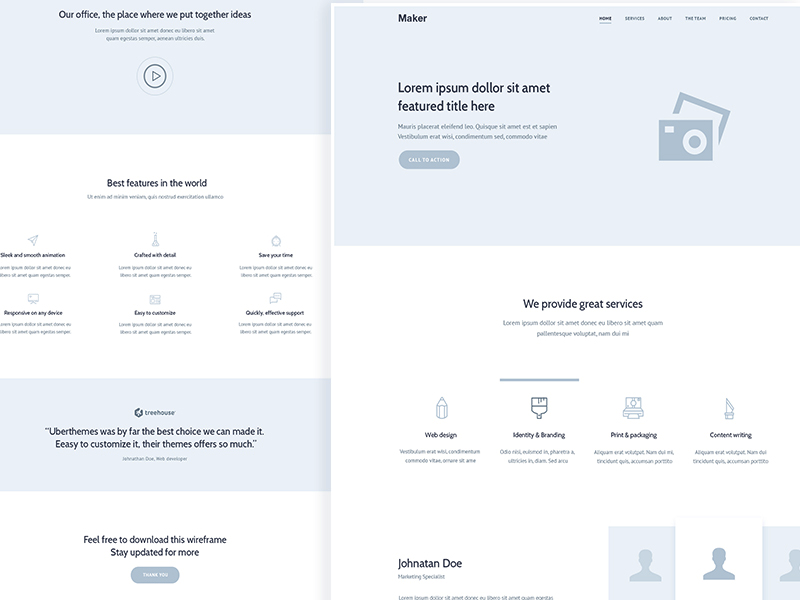 Our office, the place where we put together ideas
Lorem ipsum dollor sit amet donec eu libero sit amet
quam egestas semper, aenean ultricies duis.
Best features in the world
Ut enom ad minim veniam, quis nostrud exercitation ullamco
Sleek and smooth animation
Crafted with detail
Save your time
Lorem ipsum dollor sit amet donec eu
libero sit amet quam egestas semper.
Lorem ipsum dolor sit amet donec eu
libero sit amet quam egestas semper.
Lorem ipsum dolor sit amet donec eu
libero sit amet quam egestas semper.
Responsive on any device
Easy to customize
Quickly, effective support
Lorem ipsum dolor sit amet donec eu
libero sit amet quam egestas semper.
Lorem ipsum dolor sit amet donec eu
libero sit amet quam egestas semper.
Lorem ipsum dolor sit amet donec eu
libero sit amet quam egestas semper.
treehouse
“Uberthemes was by far the best choice we can made it.
Eeasy to customize it, their themes offers so much.”
Johnathan Doe, Web developer
Feel free to download this wireframe
Stay updated for more
THANK YOU
Maker
HOME SERVICES ABOUT THE TEAM PRICING CONTACT
Lorem ipsum dollor sit amet
featured title here
Mauris placerat eleifend leo. Quisque sit amet est et sapien
Vestibulum erat wisi, condimentum sed, commodo vitae
CALL TO ACTION
We provide great services
Lorem ipsum dolor sit amet donec eu libero sit amet quam
pallentesque voluptat, nam dui mi
Web design
Vestibulum erat wisi, condimentum
commodo vitae, ornare sit ame
Identity & Branding
Odio nisi, euismod in, pharetra a,
ultricies in, diam. Sed arcu
Print & packaging
Aliquam erat volutpat. Nam dui mi,
tincidunt quis, accumsan porttito
Content writing
Aliquam erat volutpat. Nam dui mi,
tincidunt quis, accumsan porttito
Johnatan Doe
Marketing Specialist
Lorem ipsum dolor sit amet donec eu quam egestas